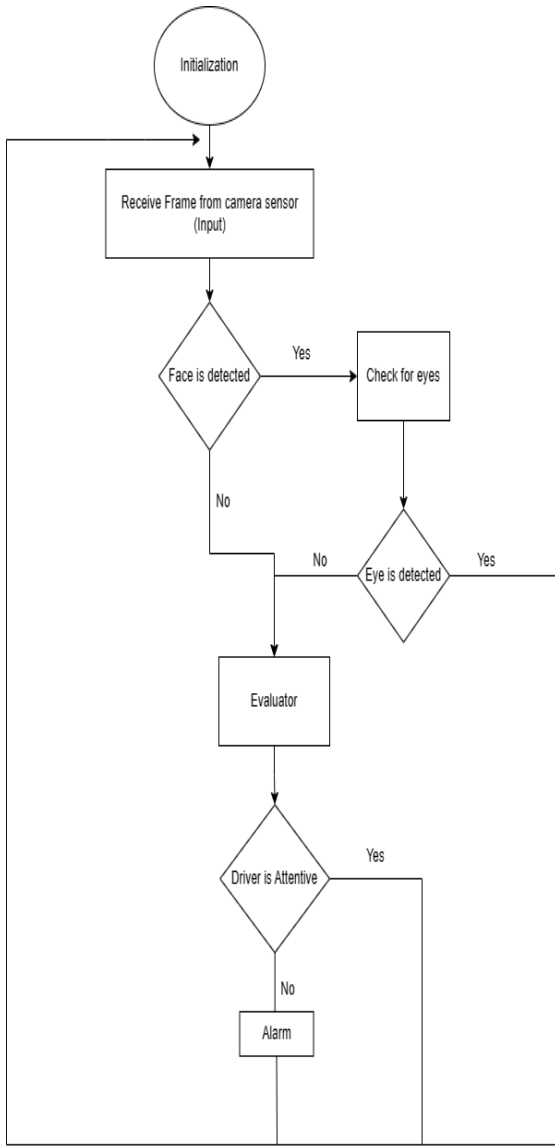 Initialization
Receive Frame from camera sensor
(Input)
Face is detected
Yes
Check for eyes
No
No
Eye is detected
Yes
Evaluator
Driver is Attentive
Yes
No
Alarm